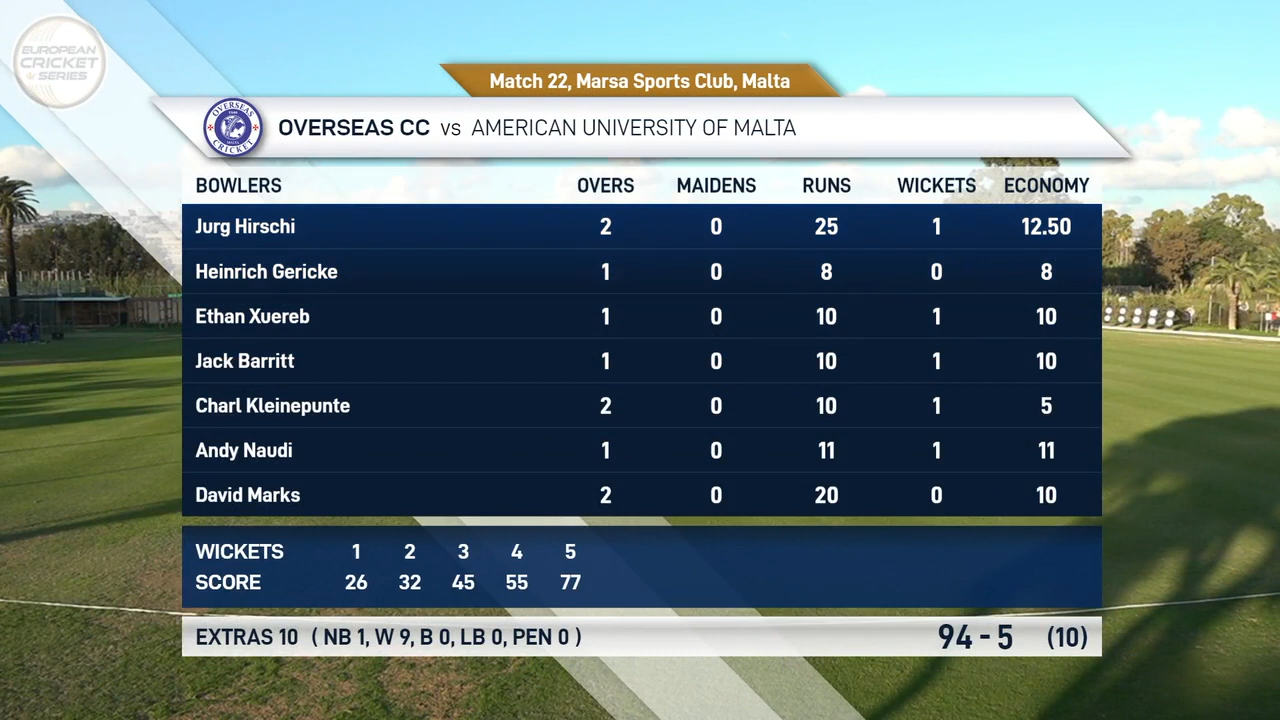 EUROPEAN
CRICKET
SERIES
Match 22, Marsa Sports Club, Malta
OVERSEAS
CRICKET
OVERSEAS CC vs AMERICAN UNIVERSITY OF MALTA
BOWLERS OVERS MAIDENS RUNS WICKETS ECONOMY
Jurg Hirschi 2 0 25 1 12.50
Heinrich Gericke 1 0 8 0 8
Ethan Xuereb 1 0 10 1 10
Jack Barritt 1 0 10 1 10
Charl Kleinepunte 2 0 10 1 5
Andy Naudi 1 0 11 1 11
David Marks 2 0 20 0 10
WICKETS 1 2 3 4 5
SCORE 26 32 45 55 77
EXTRAS 10 ( NB 1, W 9, B 0, LB 0, PEN 0 ) 94 - 5 (10)